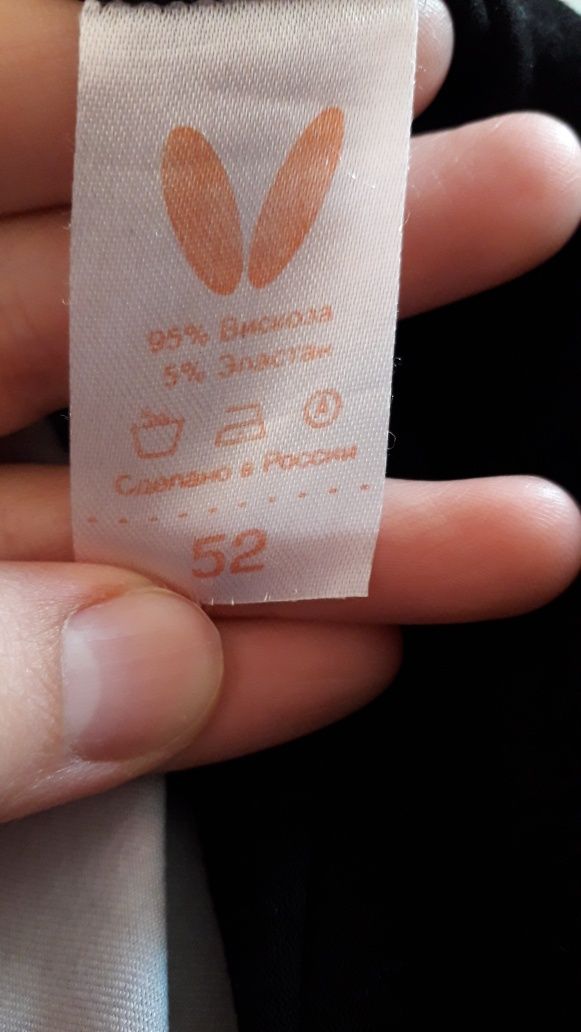 95% Вискоза
5% Эластан
Сделано в России
52